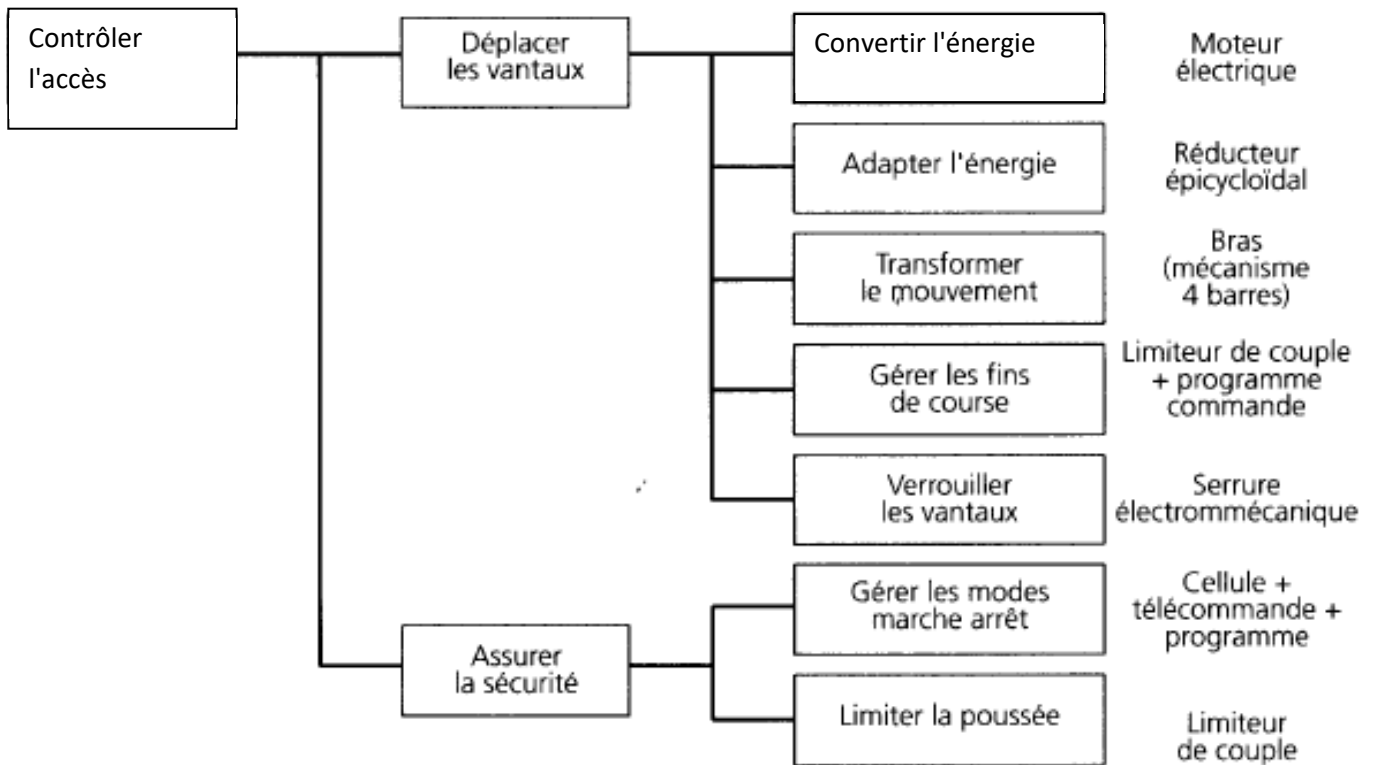 Contrôler
l'accès
Déplacer
les vantaux
Convertir l'énergie
Moteur
électrique
Adapter l'énergie
Réducteur
épicycloïdal
Transformer
le mouvement
Bras
(mécanisme
4 barres)
Gérer les fins
de course
Limiteur de couple
+ programme
commande
Verrouiller
les vantaux
Serrure
électrommécanique
Assurer
la sécurité
Gérer les modes
marche arrêt
Cellule +
télécommande +
programme
Limiter la poussée
Limiteur
de couple